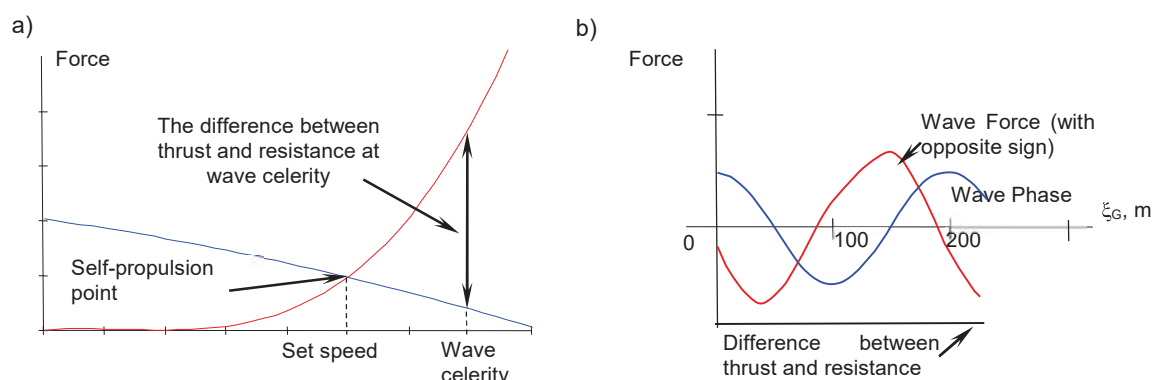 a)
Force
The difference between
thrust and resistance at
wave celerity
Self-propulsion
point
Set speed
Wave
celerity
b)
Force
Wave Force (with
opposite sign)
Wave Phase
ξG, m
0
100
200
Difference between
thrust and resistance